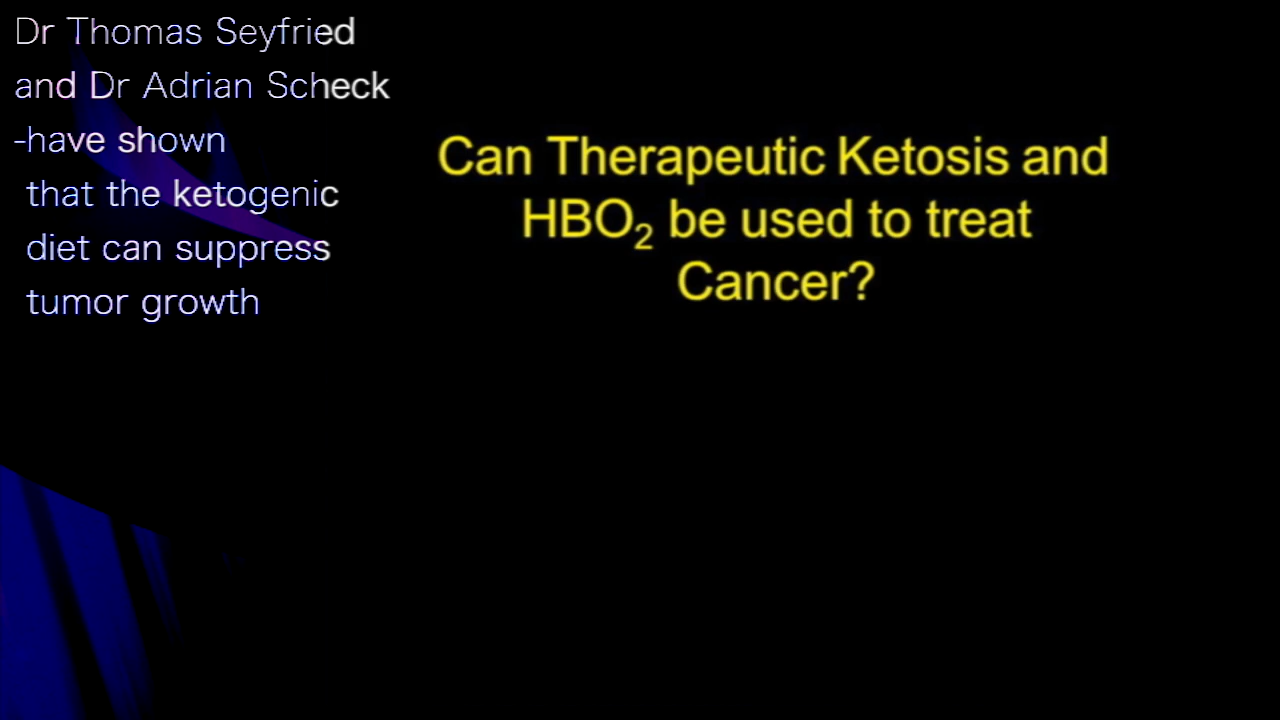 Dr Thomas Seyfried
and Dr Adrian Scheck
-have shown
that the ketogenic
diet can suppress
tumor growth
Can Therapeutic Ketosis and
HBO₂ be used to treat
Cancer?